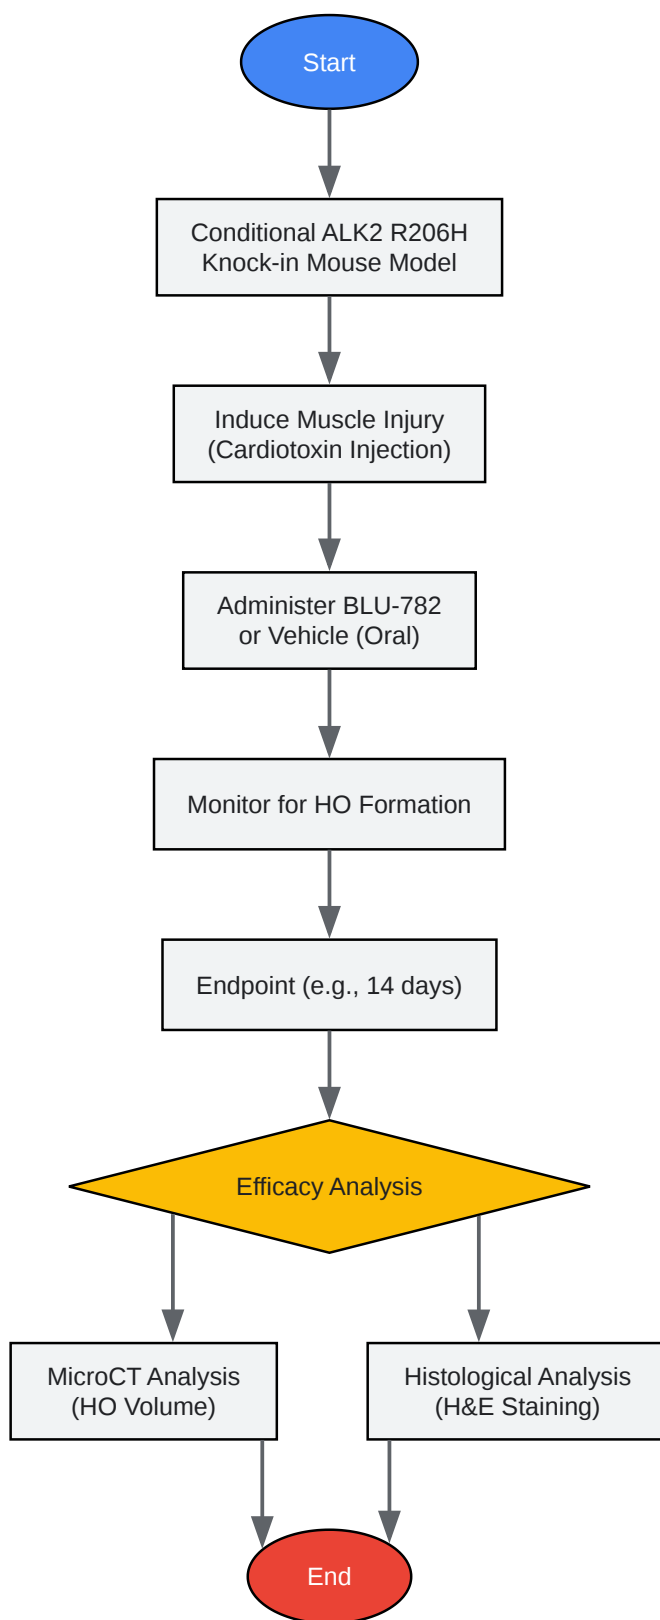 Start
Conditional ALK2 R206H
Knock-in Mouse Model
Induce Muscle Injury
(Cardiotoxin Injection)
Administer BLU-782
or Vehicle (Oral)
Monitor for HO Formation
Endpoint (e.g., 14 days)
Efficacy Analysis
MicroCT Analysis
(HO Volume)
Histological Analysis
(H&E Staining)
End